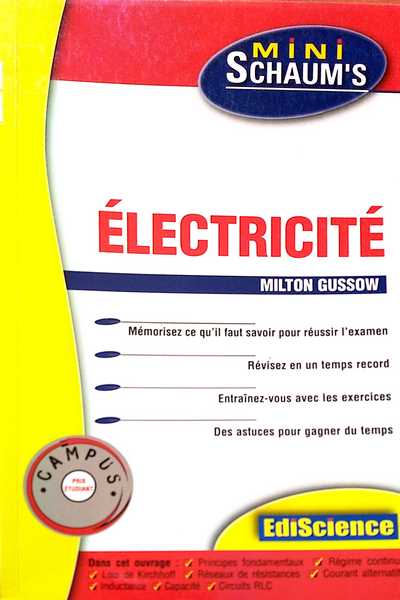 MINI
SCHAUM'S
ÉLECTRICITÉ
MILTON GUSSOW
Mémorisez ce qu'il faut savoir pour réussir l'examen
Révisez en un temps record
Entraînez-vous avec les exercices
Des astuces pour gagner du temps
CAMPUS
PRIX
ETUDIANT
EdiScience
Dans cet ouvrage : ✓ Principes fondamentaux ✓ Régime continu
✓ Lois de Kirchhoff ✓ Réseaux de résistances ✓ Courant alternatif
✓ Inductance ✓ Capacité ✓ Circuits RLC